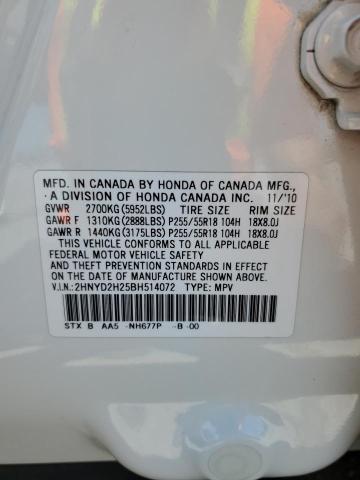 MFD. IN CANADA BY HONDA OF CANADA MFG.,
A DIVISION OF HONDA CANADA INC. 11/'10
GVWR 2700KG(5952LBS) TIRE SIZE RIM SIZE
GAWR F 1310KG(2888LBS) P255/55R18 104H 18X8.0J
GAWR R 1440KG(3175LBS) P255/55R18 104H 18X8.0J
THIS VEHICLE CONFORMS TO ALL APPLICABLE
FEDERAL MOTOR VEHICLE SAFETY STANDARDS IN EFFECT
ON THE DATE OF MANUFACTURE SHOWN ABOVE.
V.I.N.: 2HNYD2H25BH514072 TYPE: MPV
STX B AA5 -NH677P -B -00